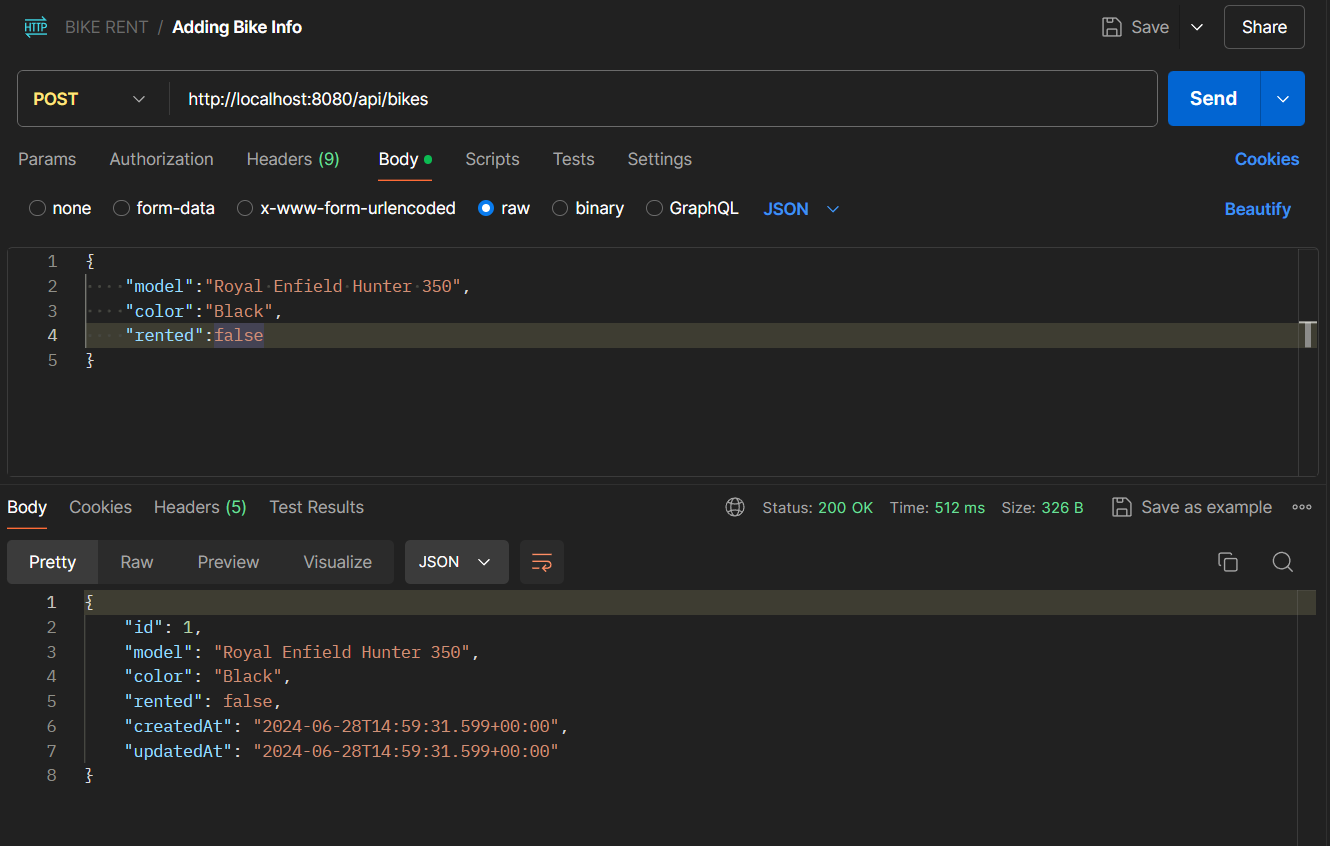 HTTP BIKE RENT / Adding Bike Info Save Share
POST http://localhost:8080/api/bikes Send
Params Authorization Headers (9) Body Scripts Tests Settings Cookies
none form-data x-www-form-urlencoded raw binary GraphQL JSON Beautify
1 {
2 "model":"Royal Enfield Hunter 350",
3 "color":"Black",
4 "rented":false
5 }
Body Cookies Headers (5) Test Results Status: 200 OK Time: 512 ms Size: 326 B Save as example
Pretty Raw Preview Visualize JSON
1 {
2 "id": 1,
3 "model": "Royal Enfield Hunter 350",
4 "color": "Black",
5 "rented": false,
6 "createdAt": "2024-06-28T14:59:31.599+00:00",
7 "updatedAt": "2024-06-28T14:59:31.599+00:00"
8 }